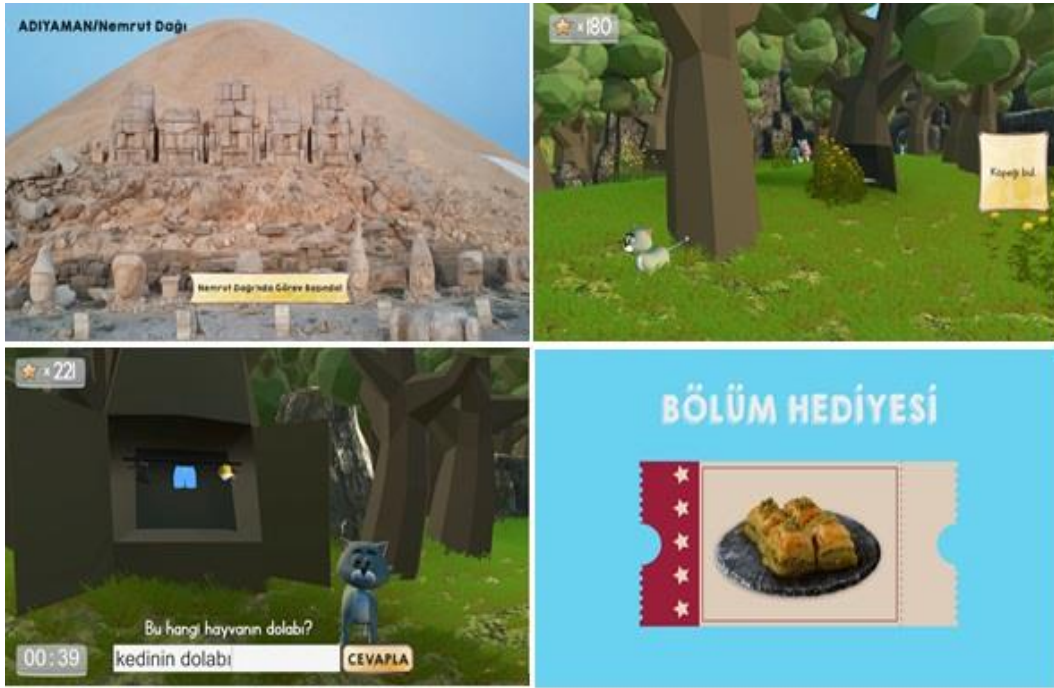 ADIYAMAN/Nemrut Dağı
Nemrut Dağı'nda Görev Başında!
×180
Köpeği bul.
× 221
Bu hangi hayvanın dolabı?
00:39
kedinin dolabı
CEVAPLA
BÖLÜM HEDİYESİ